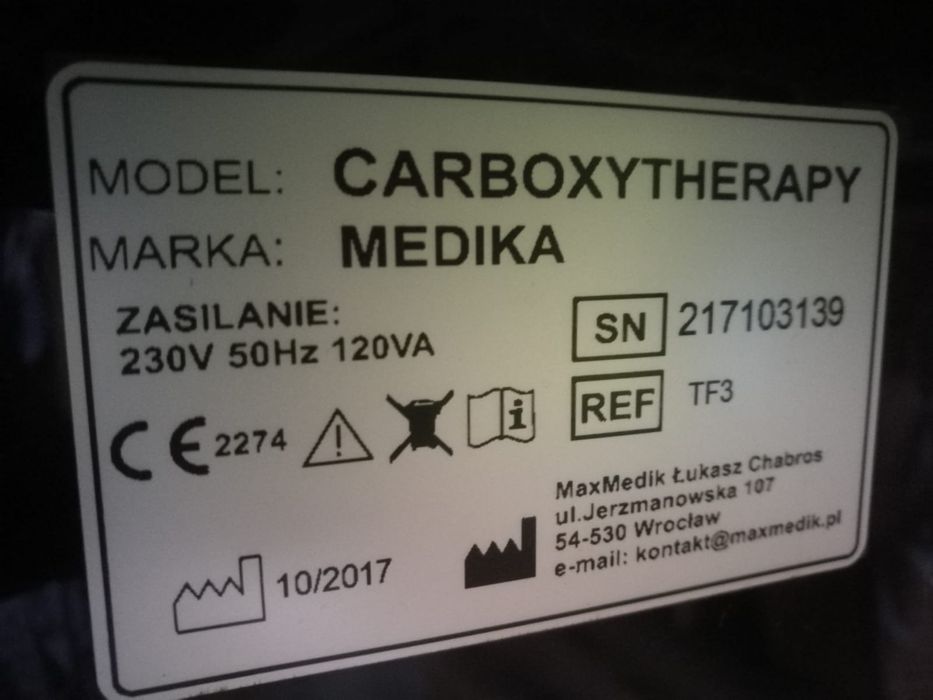 MODEL: CARBOXYTHERAPY
MARKA: MEDIKA
ZASILANIE:
230V 50Hz 120VA
SN 217103139
REF TF3
CE 2274
10/2017
MaxMedik Łukasz Chabros
ul.Jerzmanowska 107
54-530 Wrocław
e-mail: kontakt@maxmedik.pl